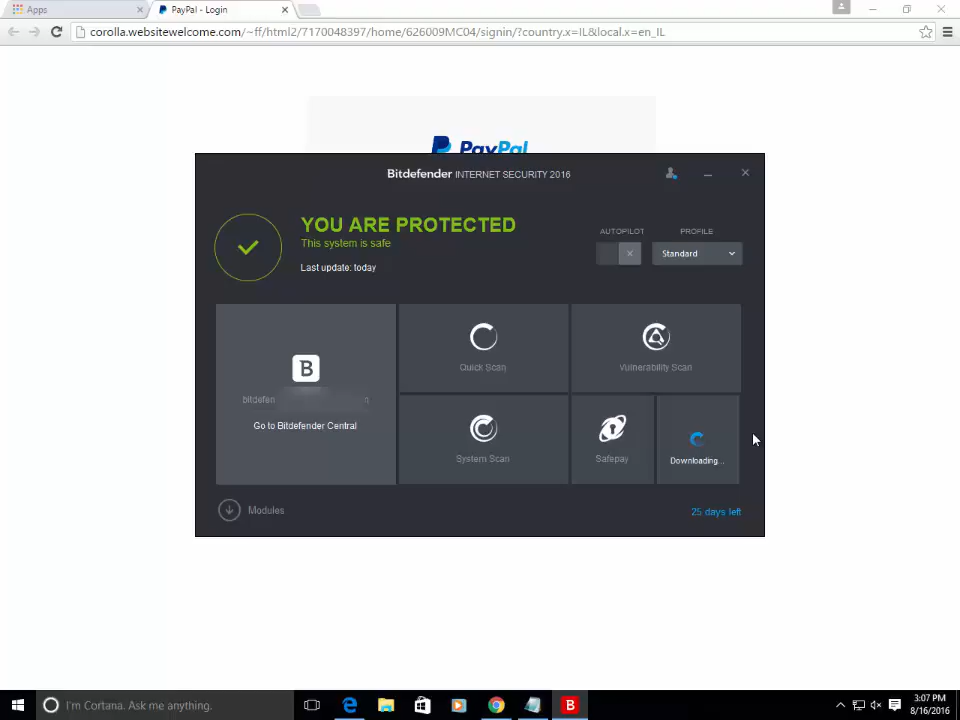 Apps
PayPal - Login
corolla.websitewelcome.com/~ff/html2/7170048397/home/626009MC04/signin/?country.x=IL&local.x=en_IL
PayPal
Bitdefender INTERNET SECURITY 2016
YOU ARE PROTECTED
This system is safe
Last update: today
AUTOPILOT
PROFILE
Standard
Quick Scan
Vulnerability Scan
B
bitdefen
Go to Bitdefender Central
System Scan
Safepay
Downloading...
Modules
25 days left
I'm Cortana. Ask me anything.
B
3:07 PM
8/16/2016